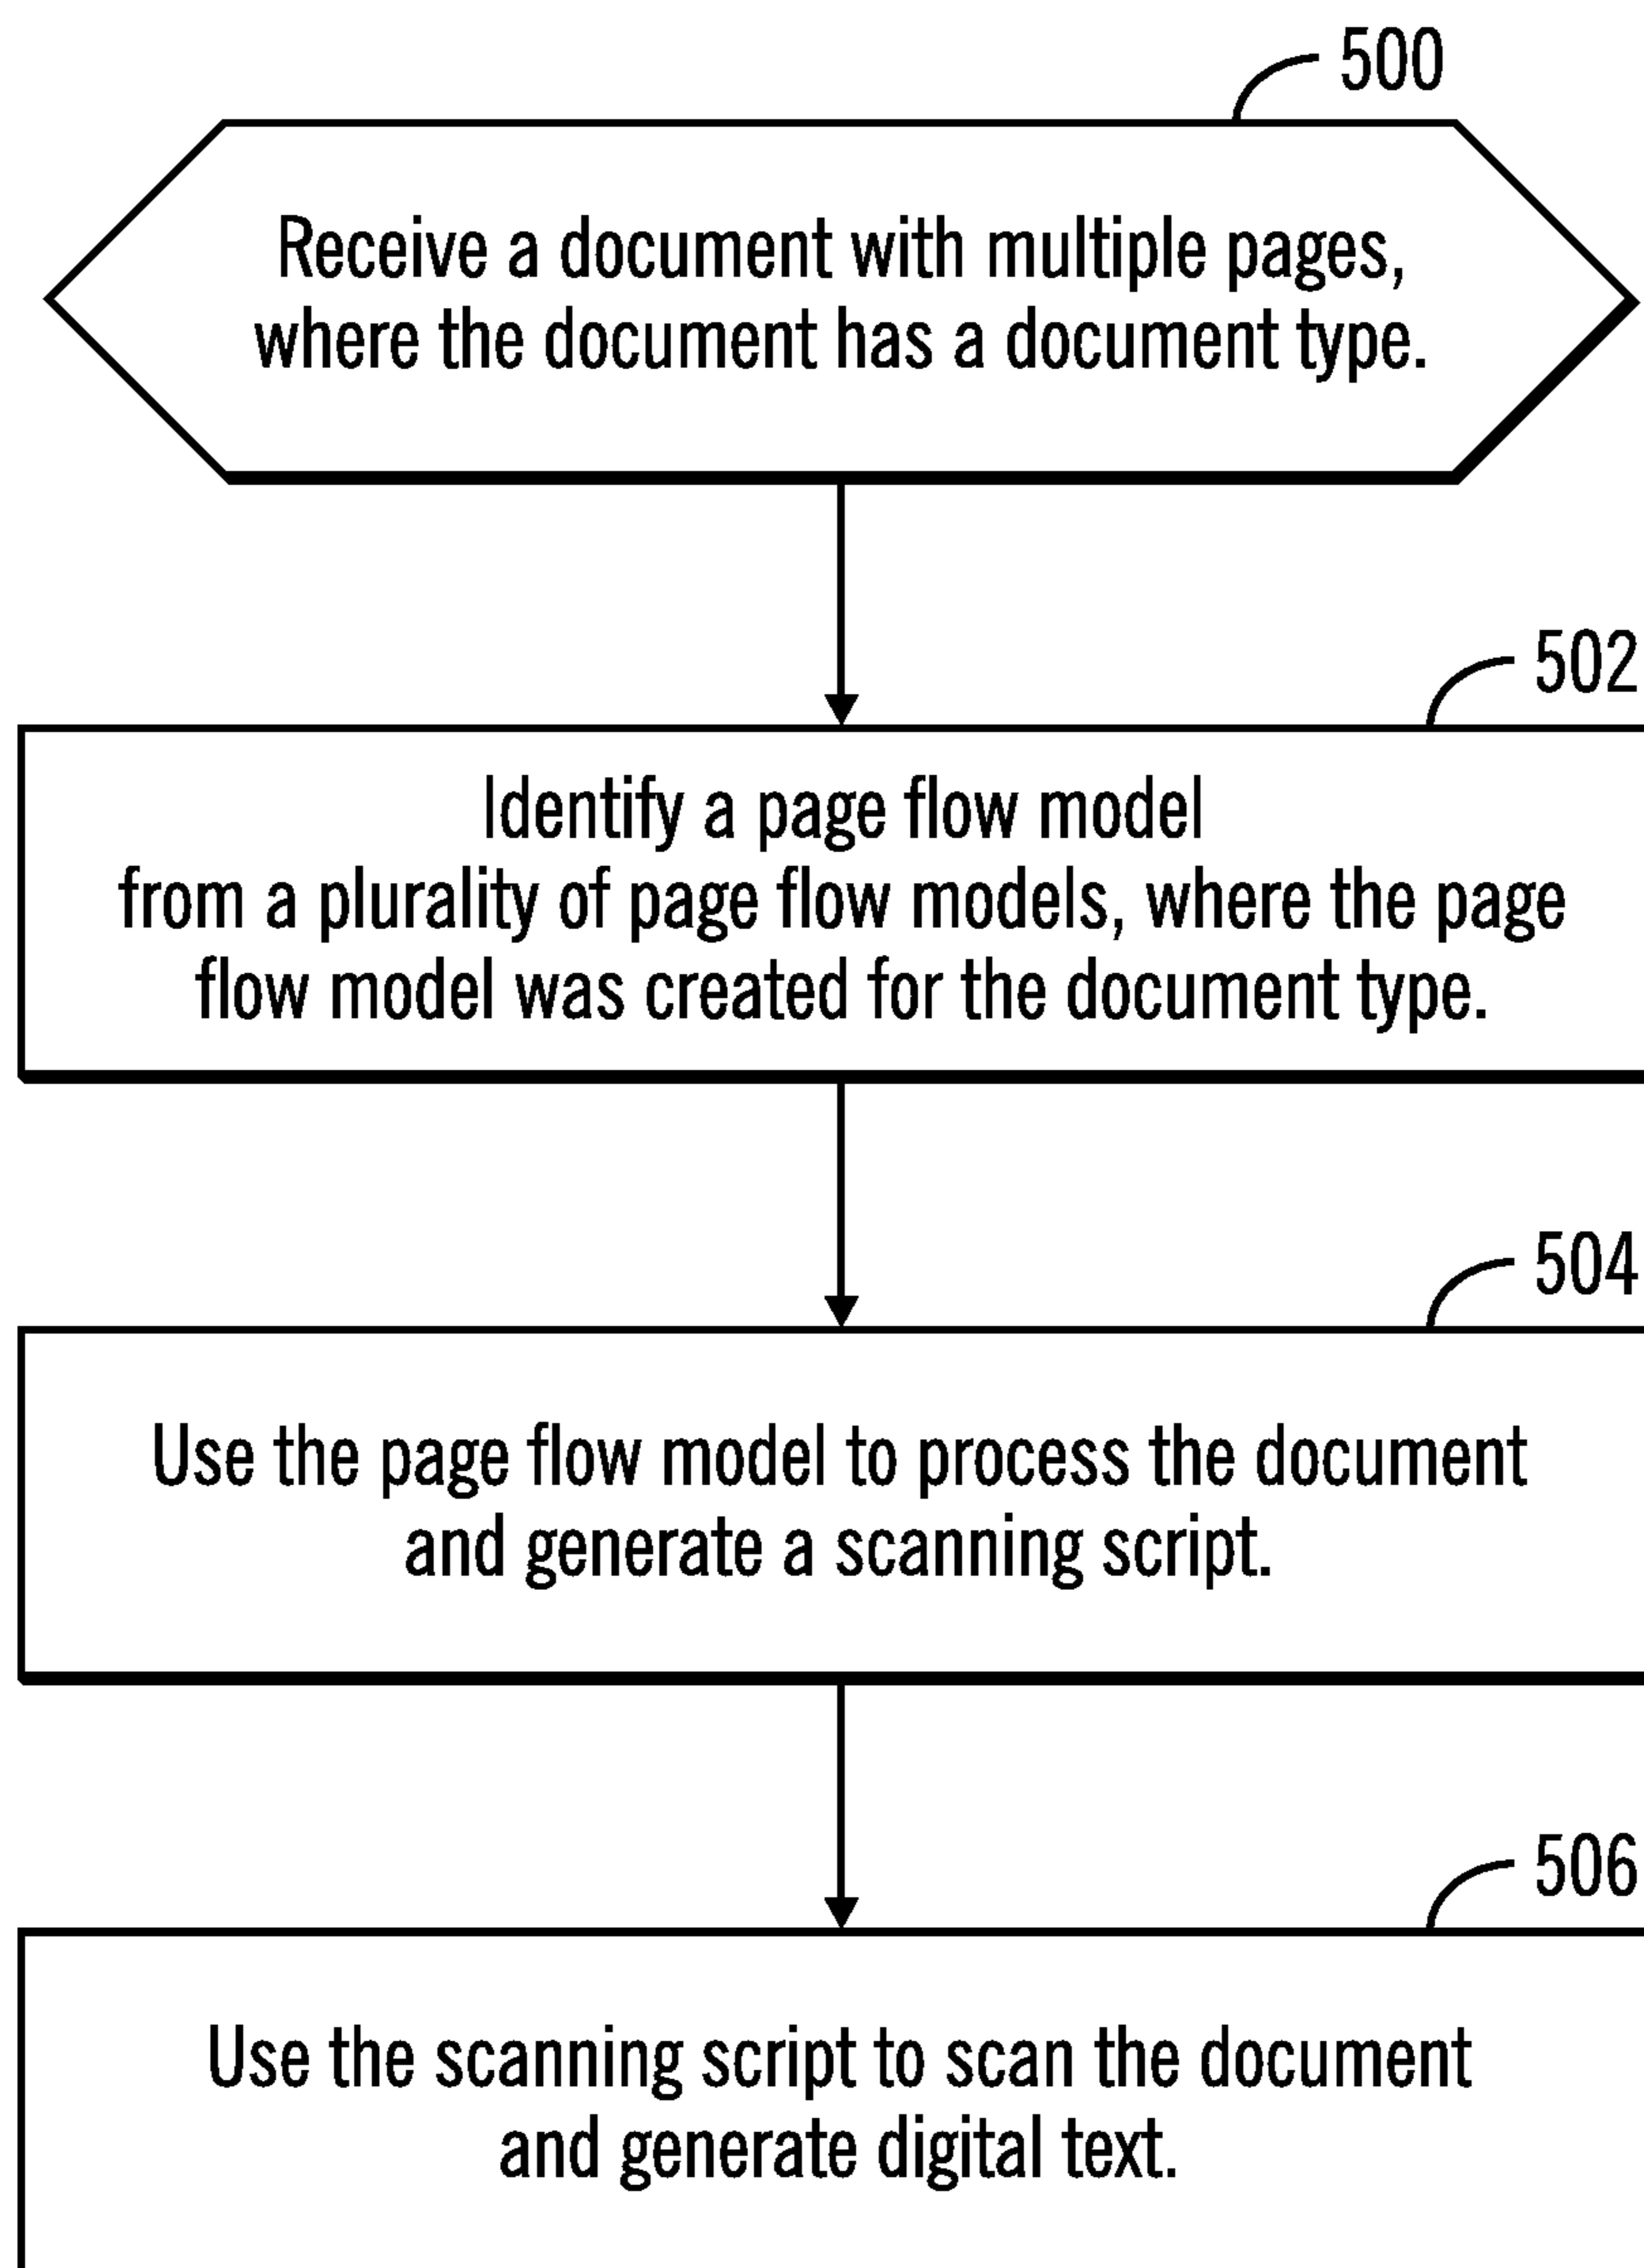 500
Receive a document with multiple pages,
where the document has a document type.
502
Identify a page flow model
from a plurality of page flow models, where the page
flow model was created for the document type.
504
Use the page flow model to process the document
and generate a scanning script.
506
Use the scanning script to scan the document
and generate digital text.